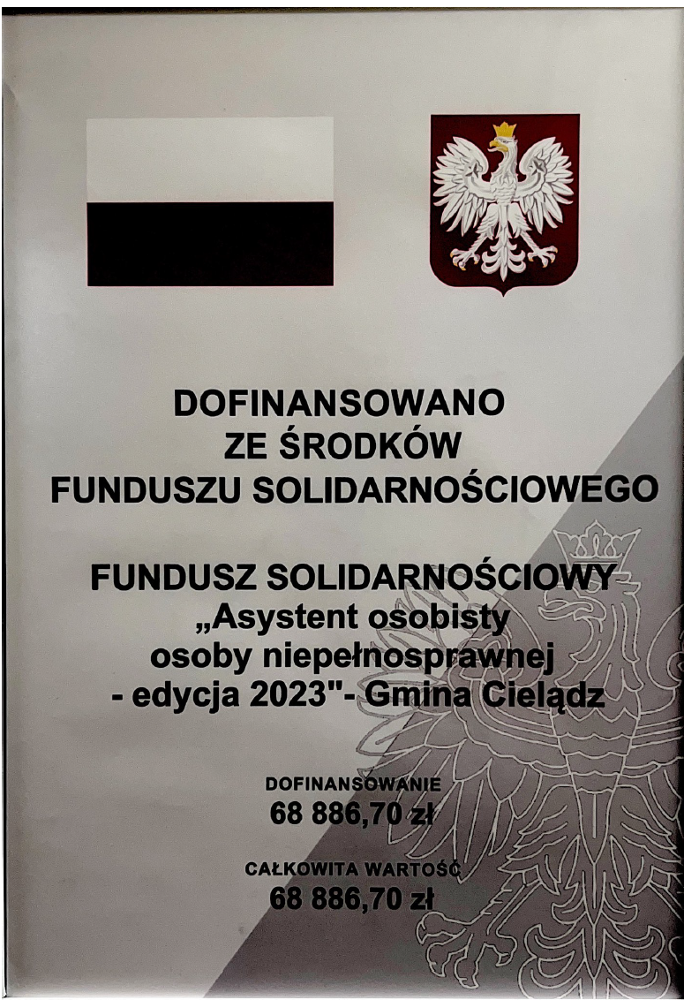 DOFINANSOWANO
ZE ŚRODKÓW
FUNDUSZU SOLIDARNOŚCIOWEGO
FUNDUSZ SOLIDARNOŚCIOWY
„Asystent osobisty
osoby niepełnosprawnej
- edycja 2023"- Gmina Cielądz
DOFINANSOWANIE
68 886,70 zł
CAŁKOWITA WARTOŚĆ
68 886,70 zł